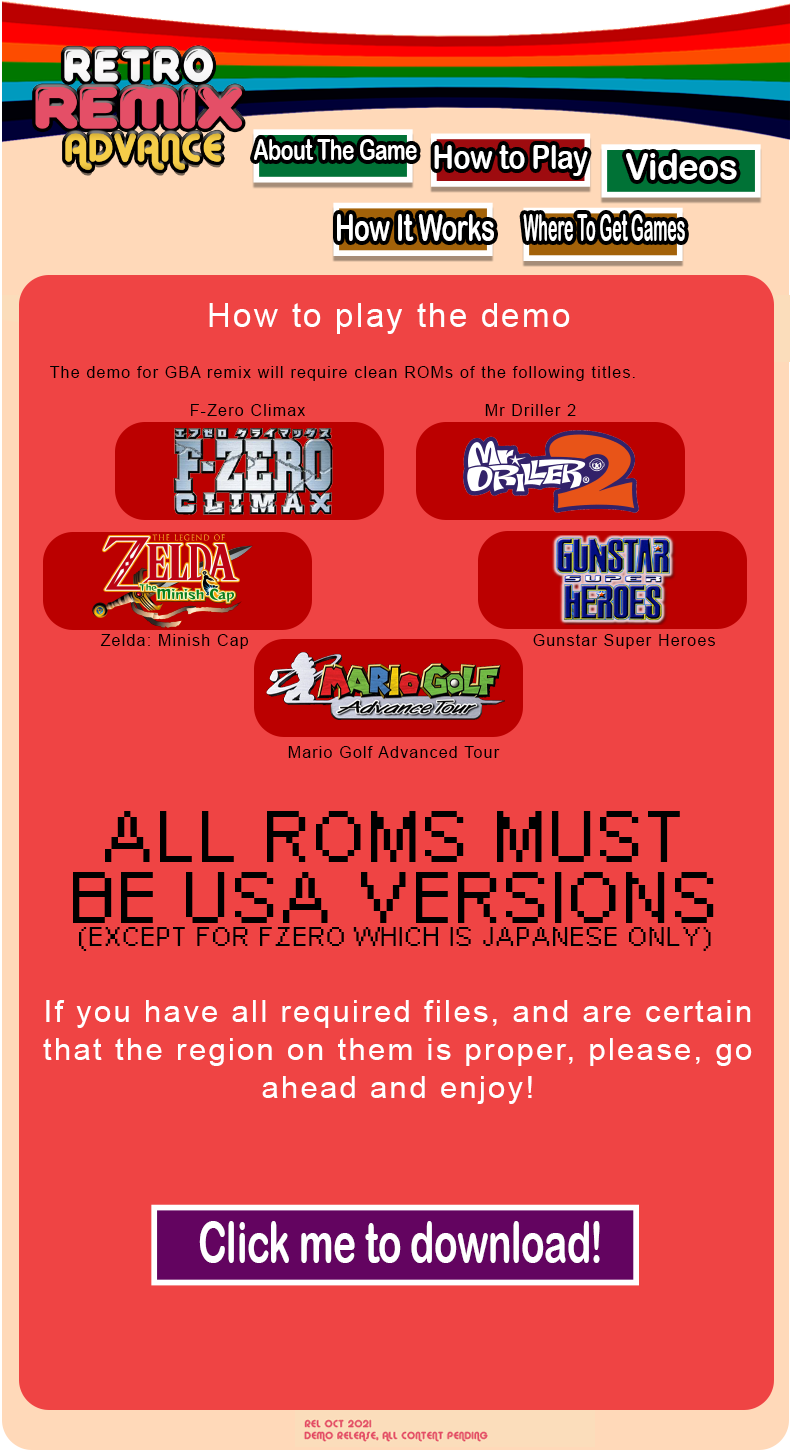 RETRO
REMIX
ADVANCE
About The Game
How to Play
Videos
How It Works
Where To Get Games
How to play the demo
The demo for GBA remix will require clean ROMs of the following titles.
F-Zero Climax
Mr Driller 2
エフゼロ クライマックス
F-ZERO
CLIMAX
Mr.
DRILLER®
2
THE LEGEND OF
ZELDA
The
Minish Cap
GUNSTAR
SUPER
HEROES
Zelda: Minish Cap
Gunstar Super Heroes
MARIO GOLF
Advance Tour
Mario Golf Advanced Tour
ALL ROMS MUST
BE USA VERSIONS
(EXCEPT FOR FZERO WHICH IS JAPANESE ONLY)
If you have all required files, and are certain
that the region on them is proper, please, go
ahead and enjoy!
Click me to download!
REL OCT 2021
DEMO RELEASE, ALL CONTENT PENDING